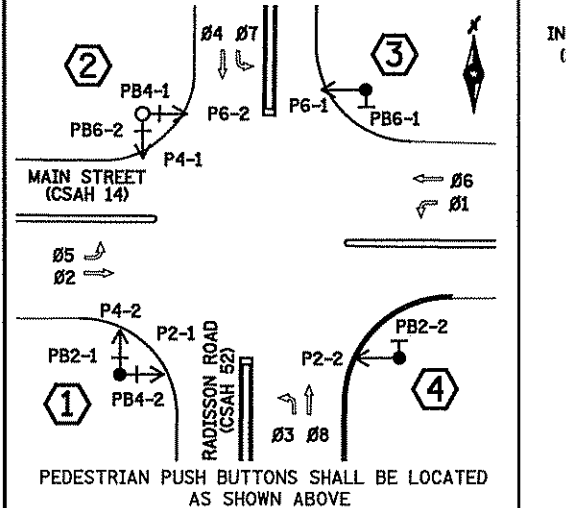 Ø4 Ø7
IN
(
2
3
PB4-1
P6-2
P6-1
PB6-1
PB6-2
P4-1
MAIN STREET
(CSAH 14)
Ø6
Ø1
Ø5
Ø2
P4-2
P2-1
PB2-1
PB4-2
1
RADISSON ROAD
(CSAH 52)
P2-2
PB2-2
4
Ø3 Ø8
PEDESTRIAN PUSH BUTTONS SHALL BE LOCATED
AS SHOWN ABOVE